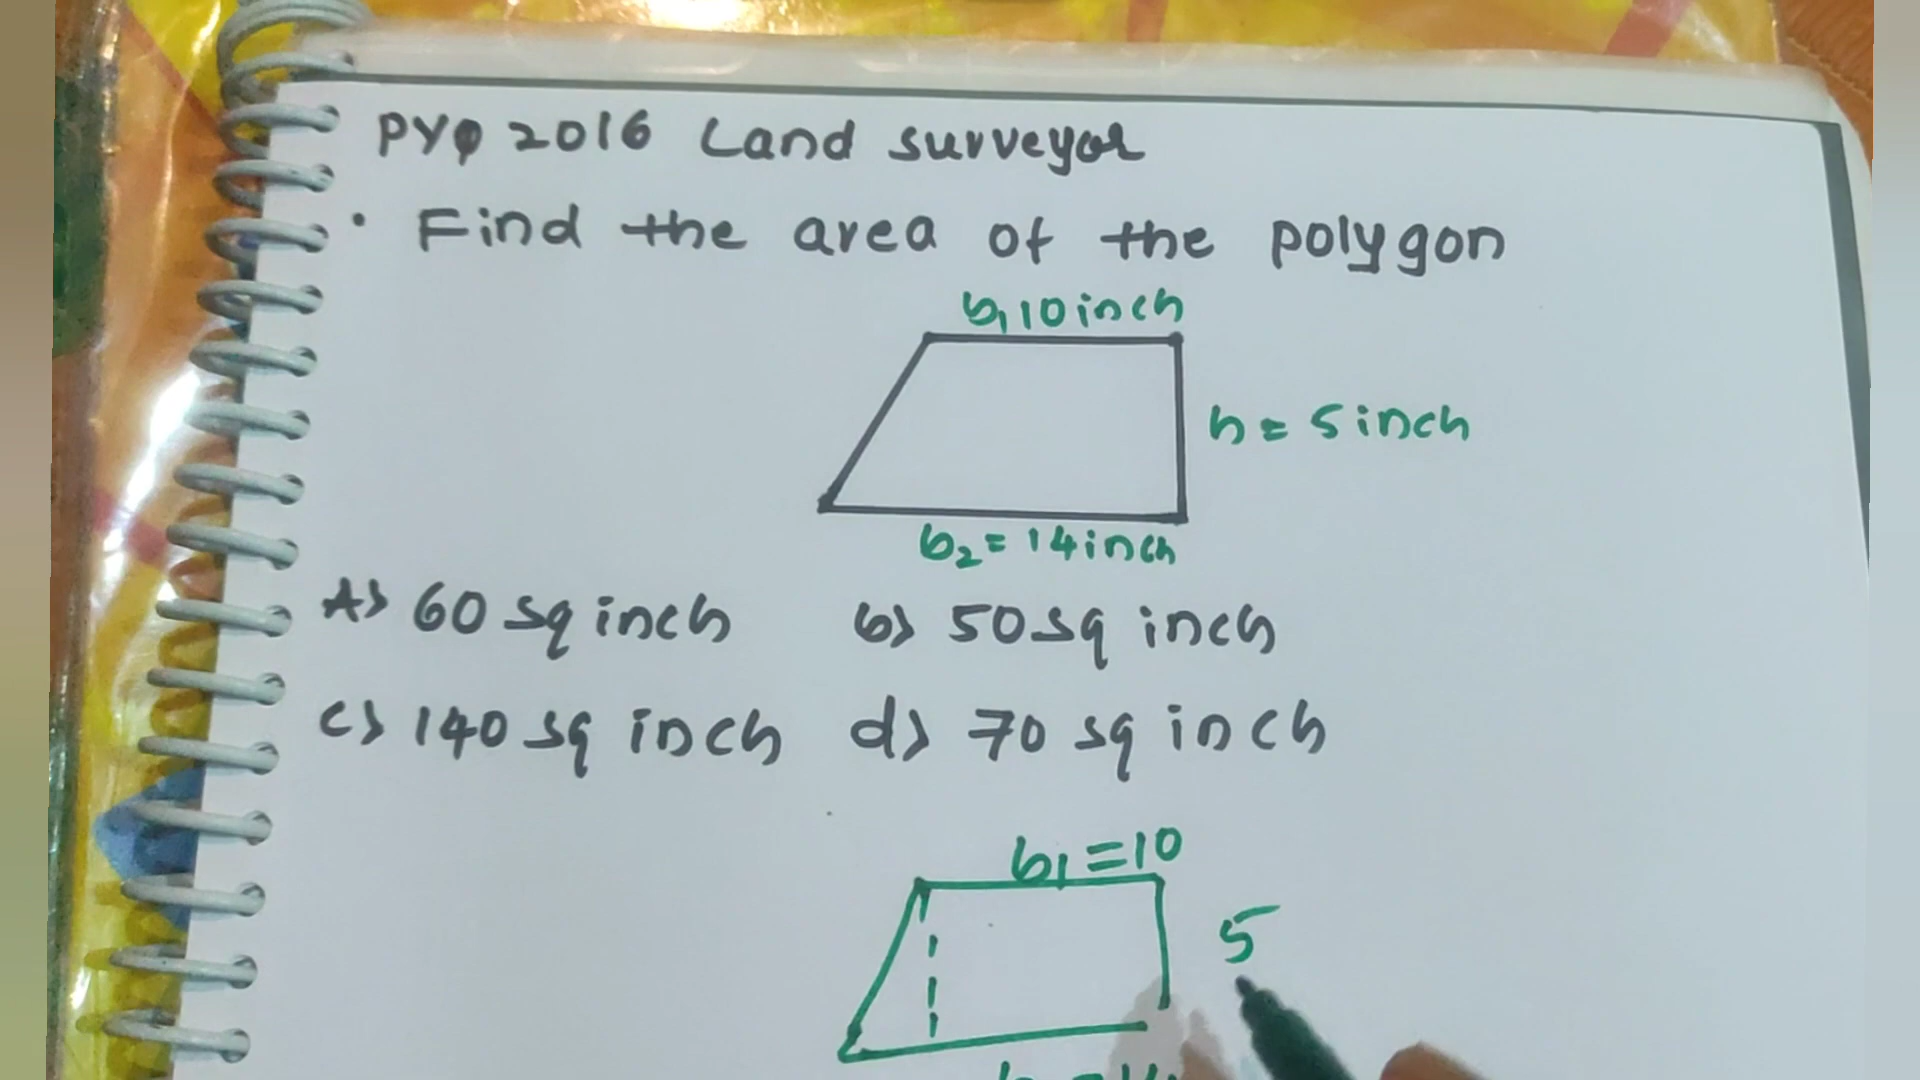 PYQ 2016 Land surveyor
• Find the area of the polygon
b₁ 10 inch
h = 5 inch
b₂ = 14 inch
A) 60 sq inch b) 50 sq inch
c) 140 sq inch d) 70 sq inch
b₁ = 10
5